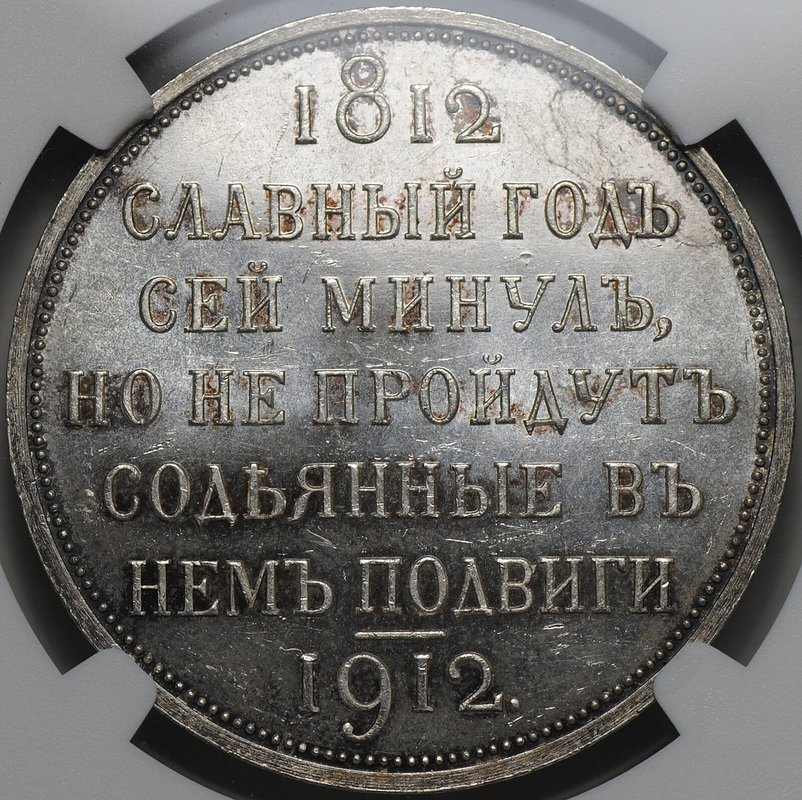 1812
СЛАВНЫЙ ГОДЪ
СЕЙ МИНУЛЪ,
НО НЕ ПРОЙДУТЪ
СОДѢЯННЫЕ ВЪ
НЕМЪ ПОДВИГИ
1912.